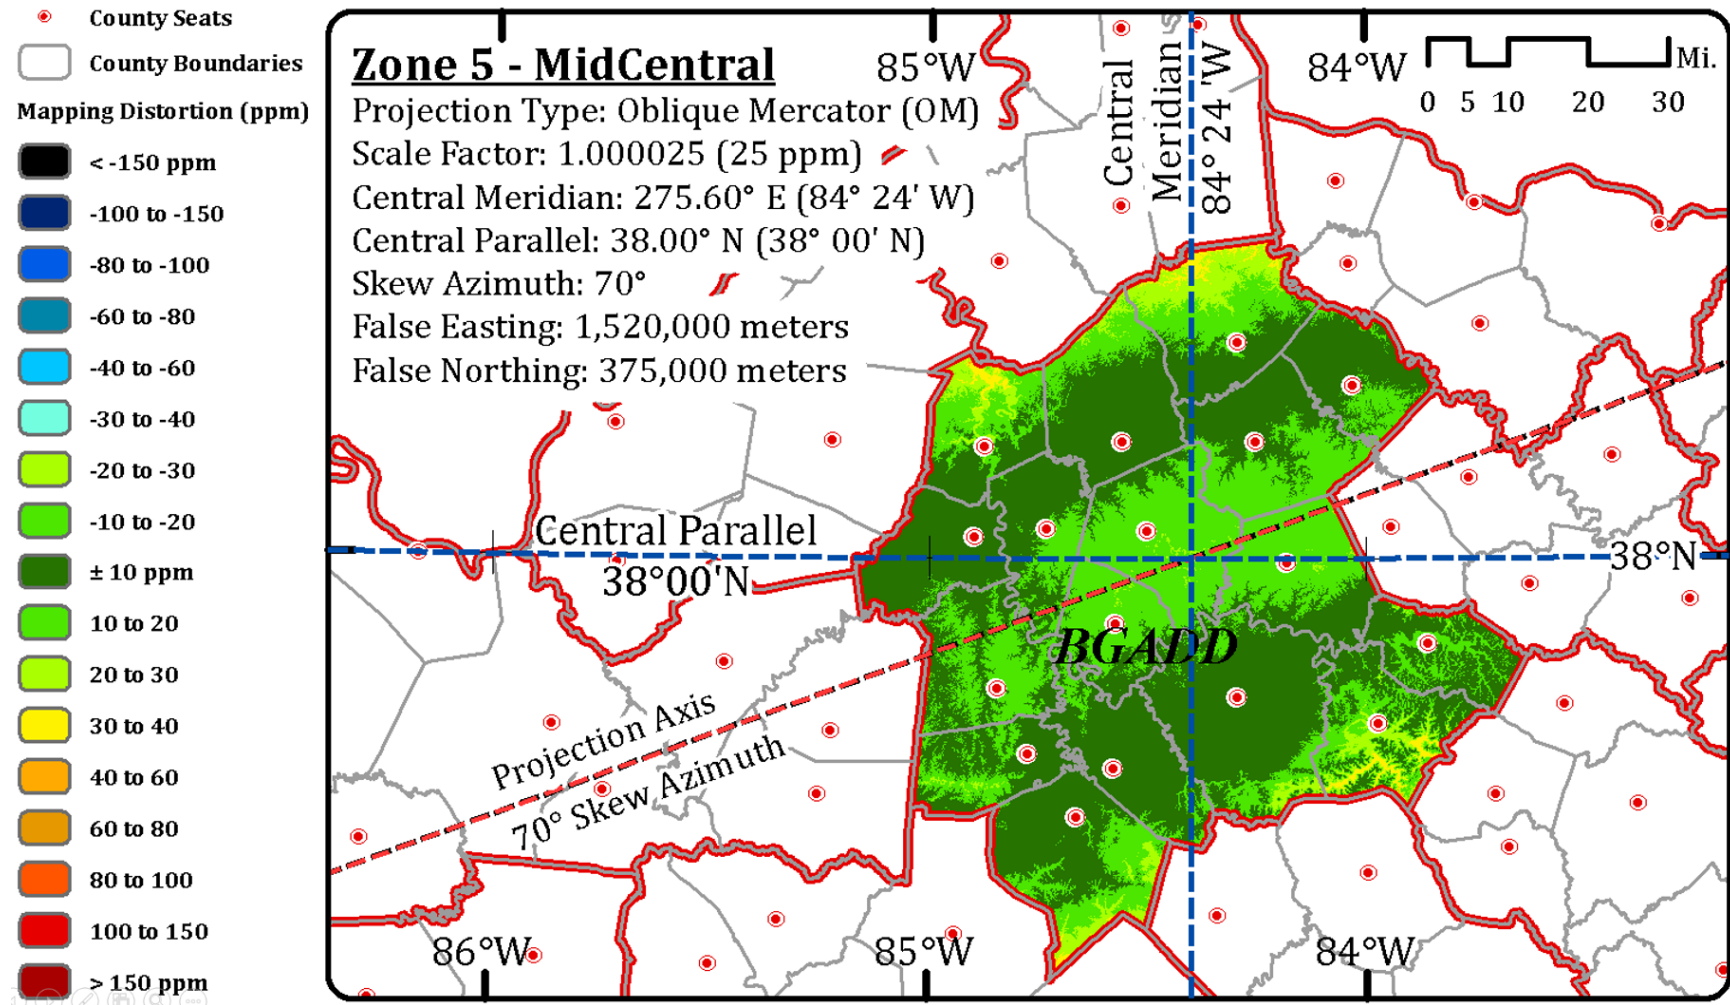 County Seats
County Boundaries
Mapping Distortion (ppm)
< -150 ppm
-100 to -150
-80 to -100
-60 to -80
-40 to -60
-30 to -40
-20 to -30
-10 to -20
± 10 ppm
10 to 20
20 to 30
30 to 40
40 to 60
60 to 80
80 to 100
100 to 150
> 150 ppm
Zone 5 - MidCentral
Projection Type: Oblique Mercator (OM)
Scale Factor: 1.000025 (25 ppm)
Central Meridian: 275.60° E (84° 24' W)
Central Parallel: 38.00° N (38° 00' N)
Skew Azimuth: 70°
False Easting: 1,520,000 meters
False Northing: 375,000 meters
85°W
Central
Meridian
84° 24 'W
84°W
Mi.
0 5 10 20 30
Central Parallel
38°00'N
38°N
BGADD
Projection Axis
70° Skew Azimuth
86°W
85°W
84°W